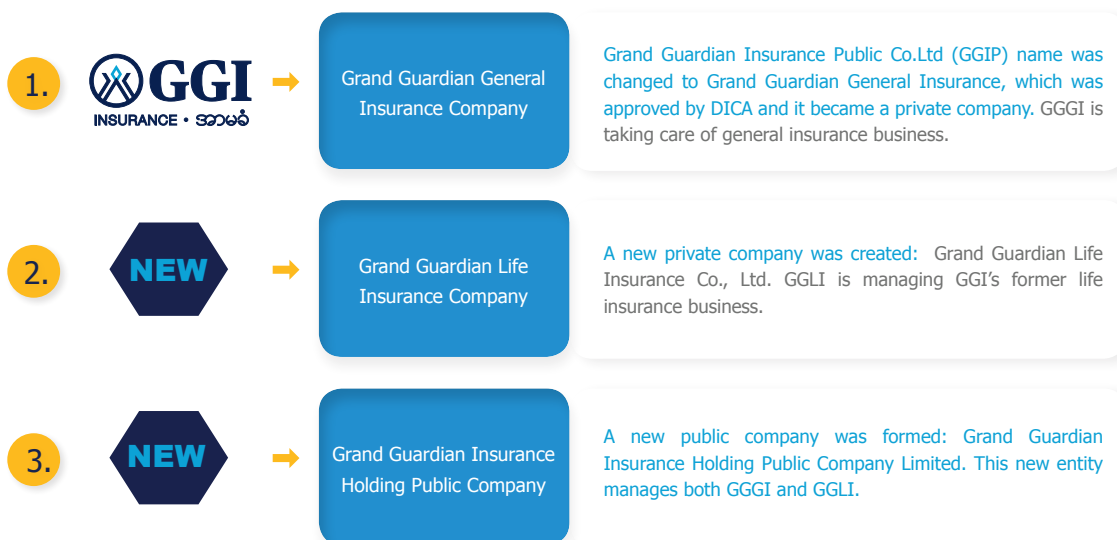 1.
GGI
INSURANCE • အာမခံ
Grand Guardian General
Insurance Company
Grand Guardian Insurance Public Co.Ltd (GGIP) name was
changed to Grand Guardian General Insurance, which was
approved by DICA and it became a private company. GGGI is
taking care of general insurance business.
2.
NEW
Grand Guardian Life
Insurance Company
A new private company was created: Grand Guardian Life
Insurance Co., Ltd. GGLI is managing GGI’s former life
insurance business.
3.
NEW
Grand Guardian Insurance
Holding Public Company
A new public company was formed: Grand Guardian
Insurance Holding Public Company Limited. This new entity
manages both GGGI and GGLI.